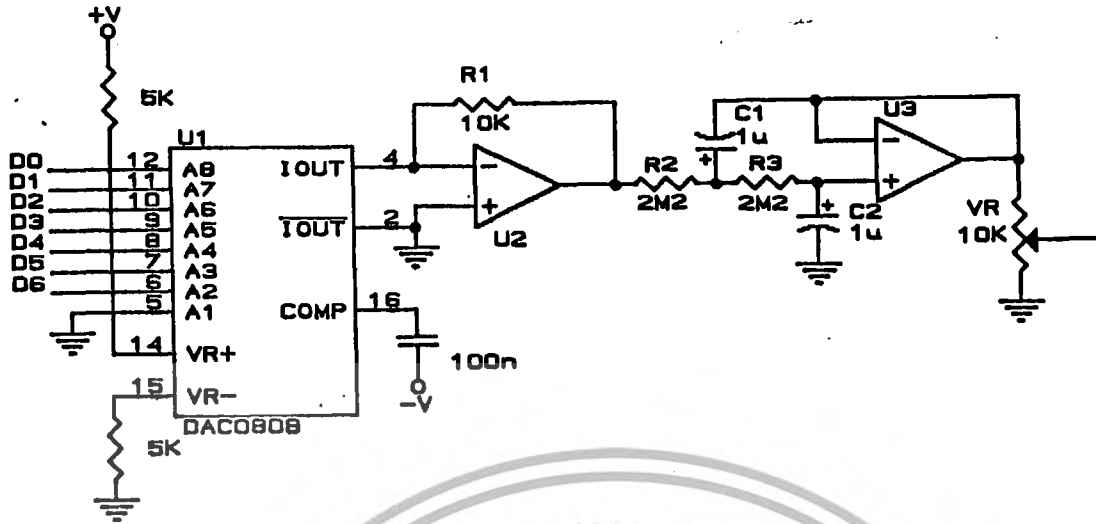 +V
5K
U1
D0 12 A8
D1 11 A7
D2 10 A6
D3 9 A5
D4 8 A4
D5 7 A3
D6 6 A2
5 A1
14 VR+
15 VR-
IOUT 4
IOUT 2
COMP 16
DAC0808
5K
100n
-V
R1
10K
-
+
U2
R2
2M2
C1
1u
+
R3
2M2
+
C2
1u
U3
-
+
VR
10K